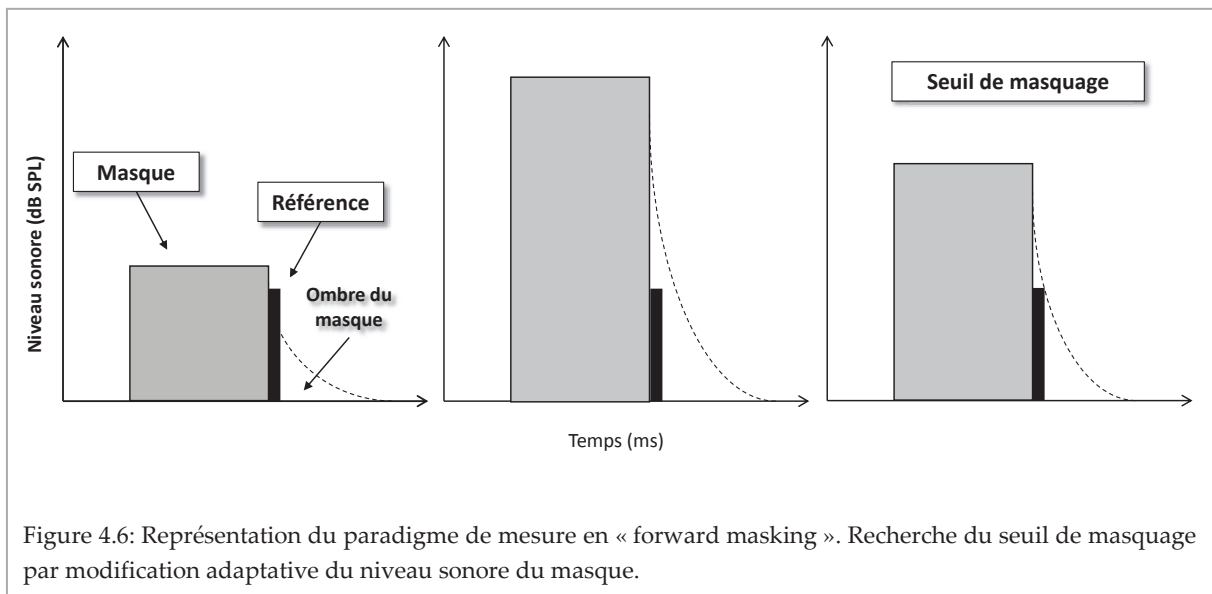 Seuil de masquage
Masque
Référence
Ombre du
masque
Niveau sonore (dB SPL)
Temps (ms)
Figure 4.6: Représentation du paradigme de mesure en « forward masking ». Recherche du seuil de masquage
par modification adaptative du niveau sonore du masque.